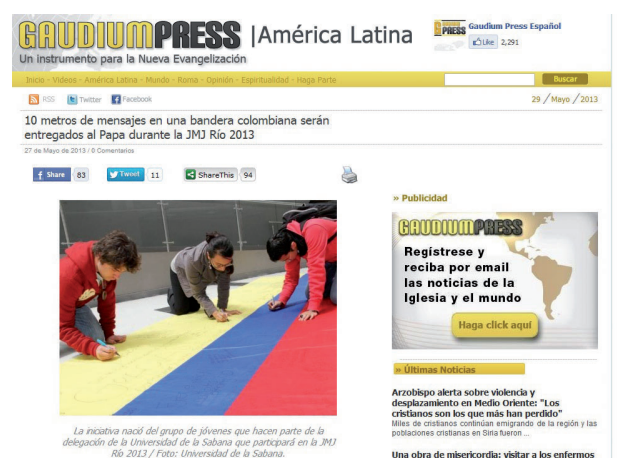 GAUDIUMPRESS | América Latina
Un instrumento para la Nueva Evangelización
PRESS
Gaudium Press Español
Like 2,291
Inicio - Videos - América Latina - Mundo - Roma - Opinión - Espiritualidad - Haga Parte
Buscar
RSS Twitter Facebook
29 / Mayo / 2013
10 metros de mensajes en una bandera colombiana serán
entregados al Papa durante la JMJ Río 2013
27 de Mayo de 2013 / 0 Comentarios
Share 83 Tweet 11 ShareThis 94
La iniciativa nació del grupo de jóvenes que hacen parte de la
delegación de la Universidad de la Sabana que participará en la JMJ
Río 2013 / Foto: Universidad de la Sabana.
» Publicidad
GAUDIUMPRESS
Regístrese y
reciba por email
las noticias de la
Iglesia y el mundo
Haga click aquí
» Últimas Noticias
Arzobispo alerta sobre violencia y
desplazamiento en Medio Oriente: "Los
cristianos son los que más han perdido"
Miles de cristianos continúan emigrando de la región y las
poblaciones cristianas en Siria fueron ...
Una obra de misericordia: visitar a los enfermos